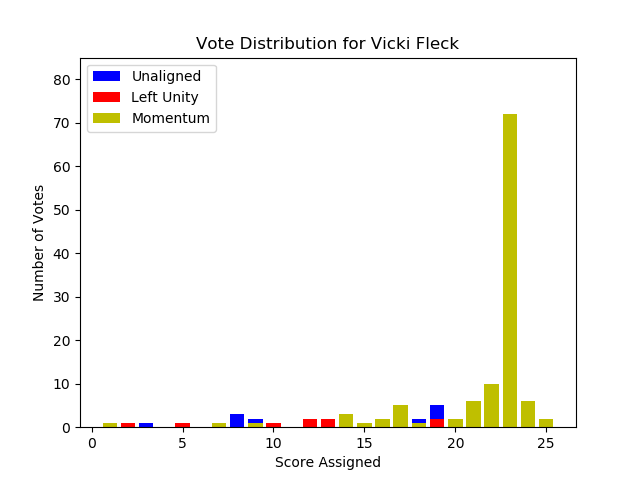 Vote Distribution for Vicki Fleck
Unaligned
Left Unity
Momentum
80
70
60
50
40
30
20
10
0
Number of Votes
0 5 10 15 20 25
Score Assigned